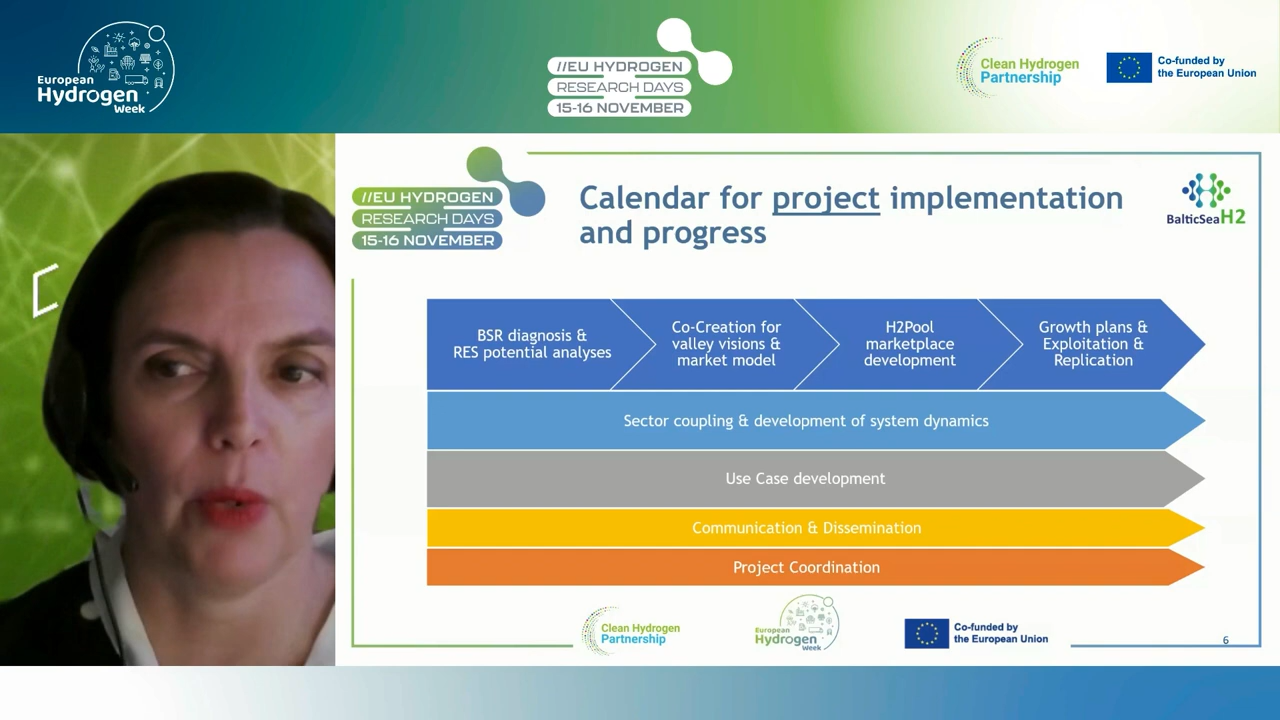 European
Hydrogen
Week
//EU HYDROGEN
RESEARCH DAYS
15-16 NOVEMBER
Clean Hydrogen
Partnership
Co-funded by
the European Union
//EU HYDROGEN
RESEARCH DAYS
15-16 NOVEMBER
Calendar for project implementation
and progress
BalticSeaH2
BSR diagnosis &
RES potential analyses
Co-Creation for
valley visions &
market model
H2Pool
marketplace
development
Growth plans &
Exploitation &
Replication
Sector coupling & development of system dynamics
Use Case development
Communication & Dissemination
Project Coordination
Clean Hydrogen
Partnership
European
Hydrogen
Week
Co-funded by
the European Union
6